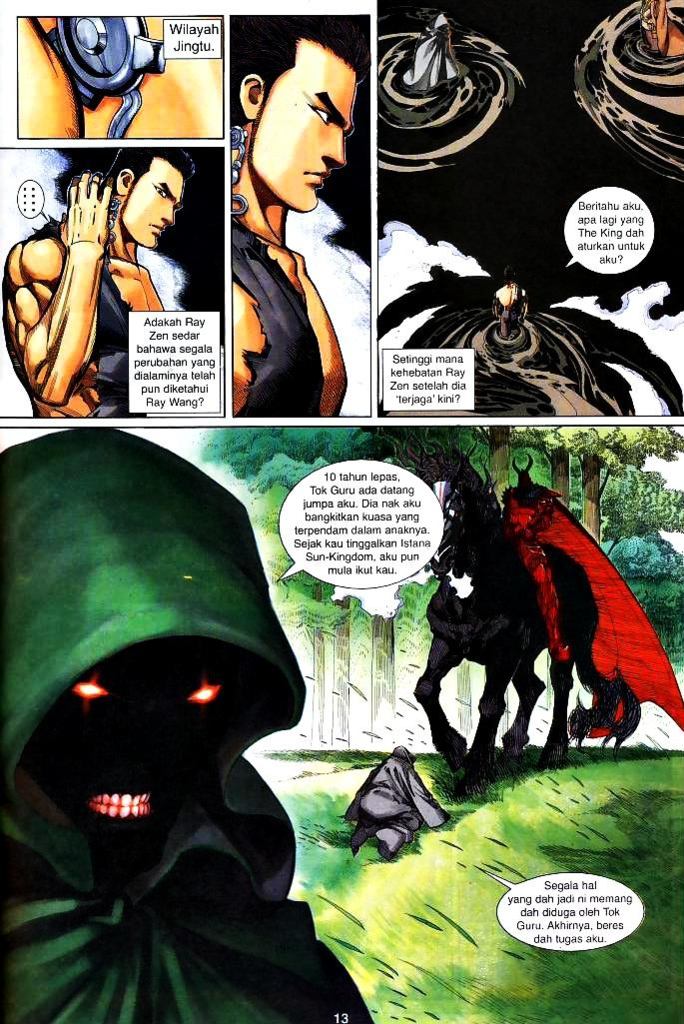 Wilayah
Jingtu.
Adakah Ray
Zen sedar
bahawa segala
perubahan yang
dialaminya telah
pun diketahui
Ray Wang?
Beritahu aku,
apa lagi yang
The King dah
aturkan untuk
aku?
Setinggi mana
kehebatan Ray
Zen setelah dia
'terjaga' kini?
10 tahun lepas,
Tok Guru ada datang
jumpa aku. Dia nak aku
bangkitkan kuasa yang
terpendam dalam anaknya.
Sejak kau tinggalkan Istana
Sun-Kingdom, aku pun
mula ikut kau.
Segala hal
yang dah jadi ni memang
dah diduga oleh Tok
Guru. Akhirnya, beres
dah tugas aku.
13